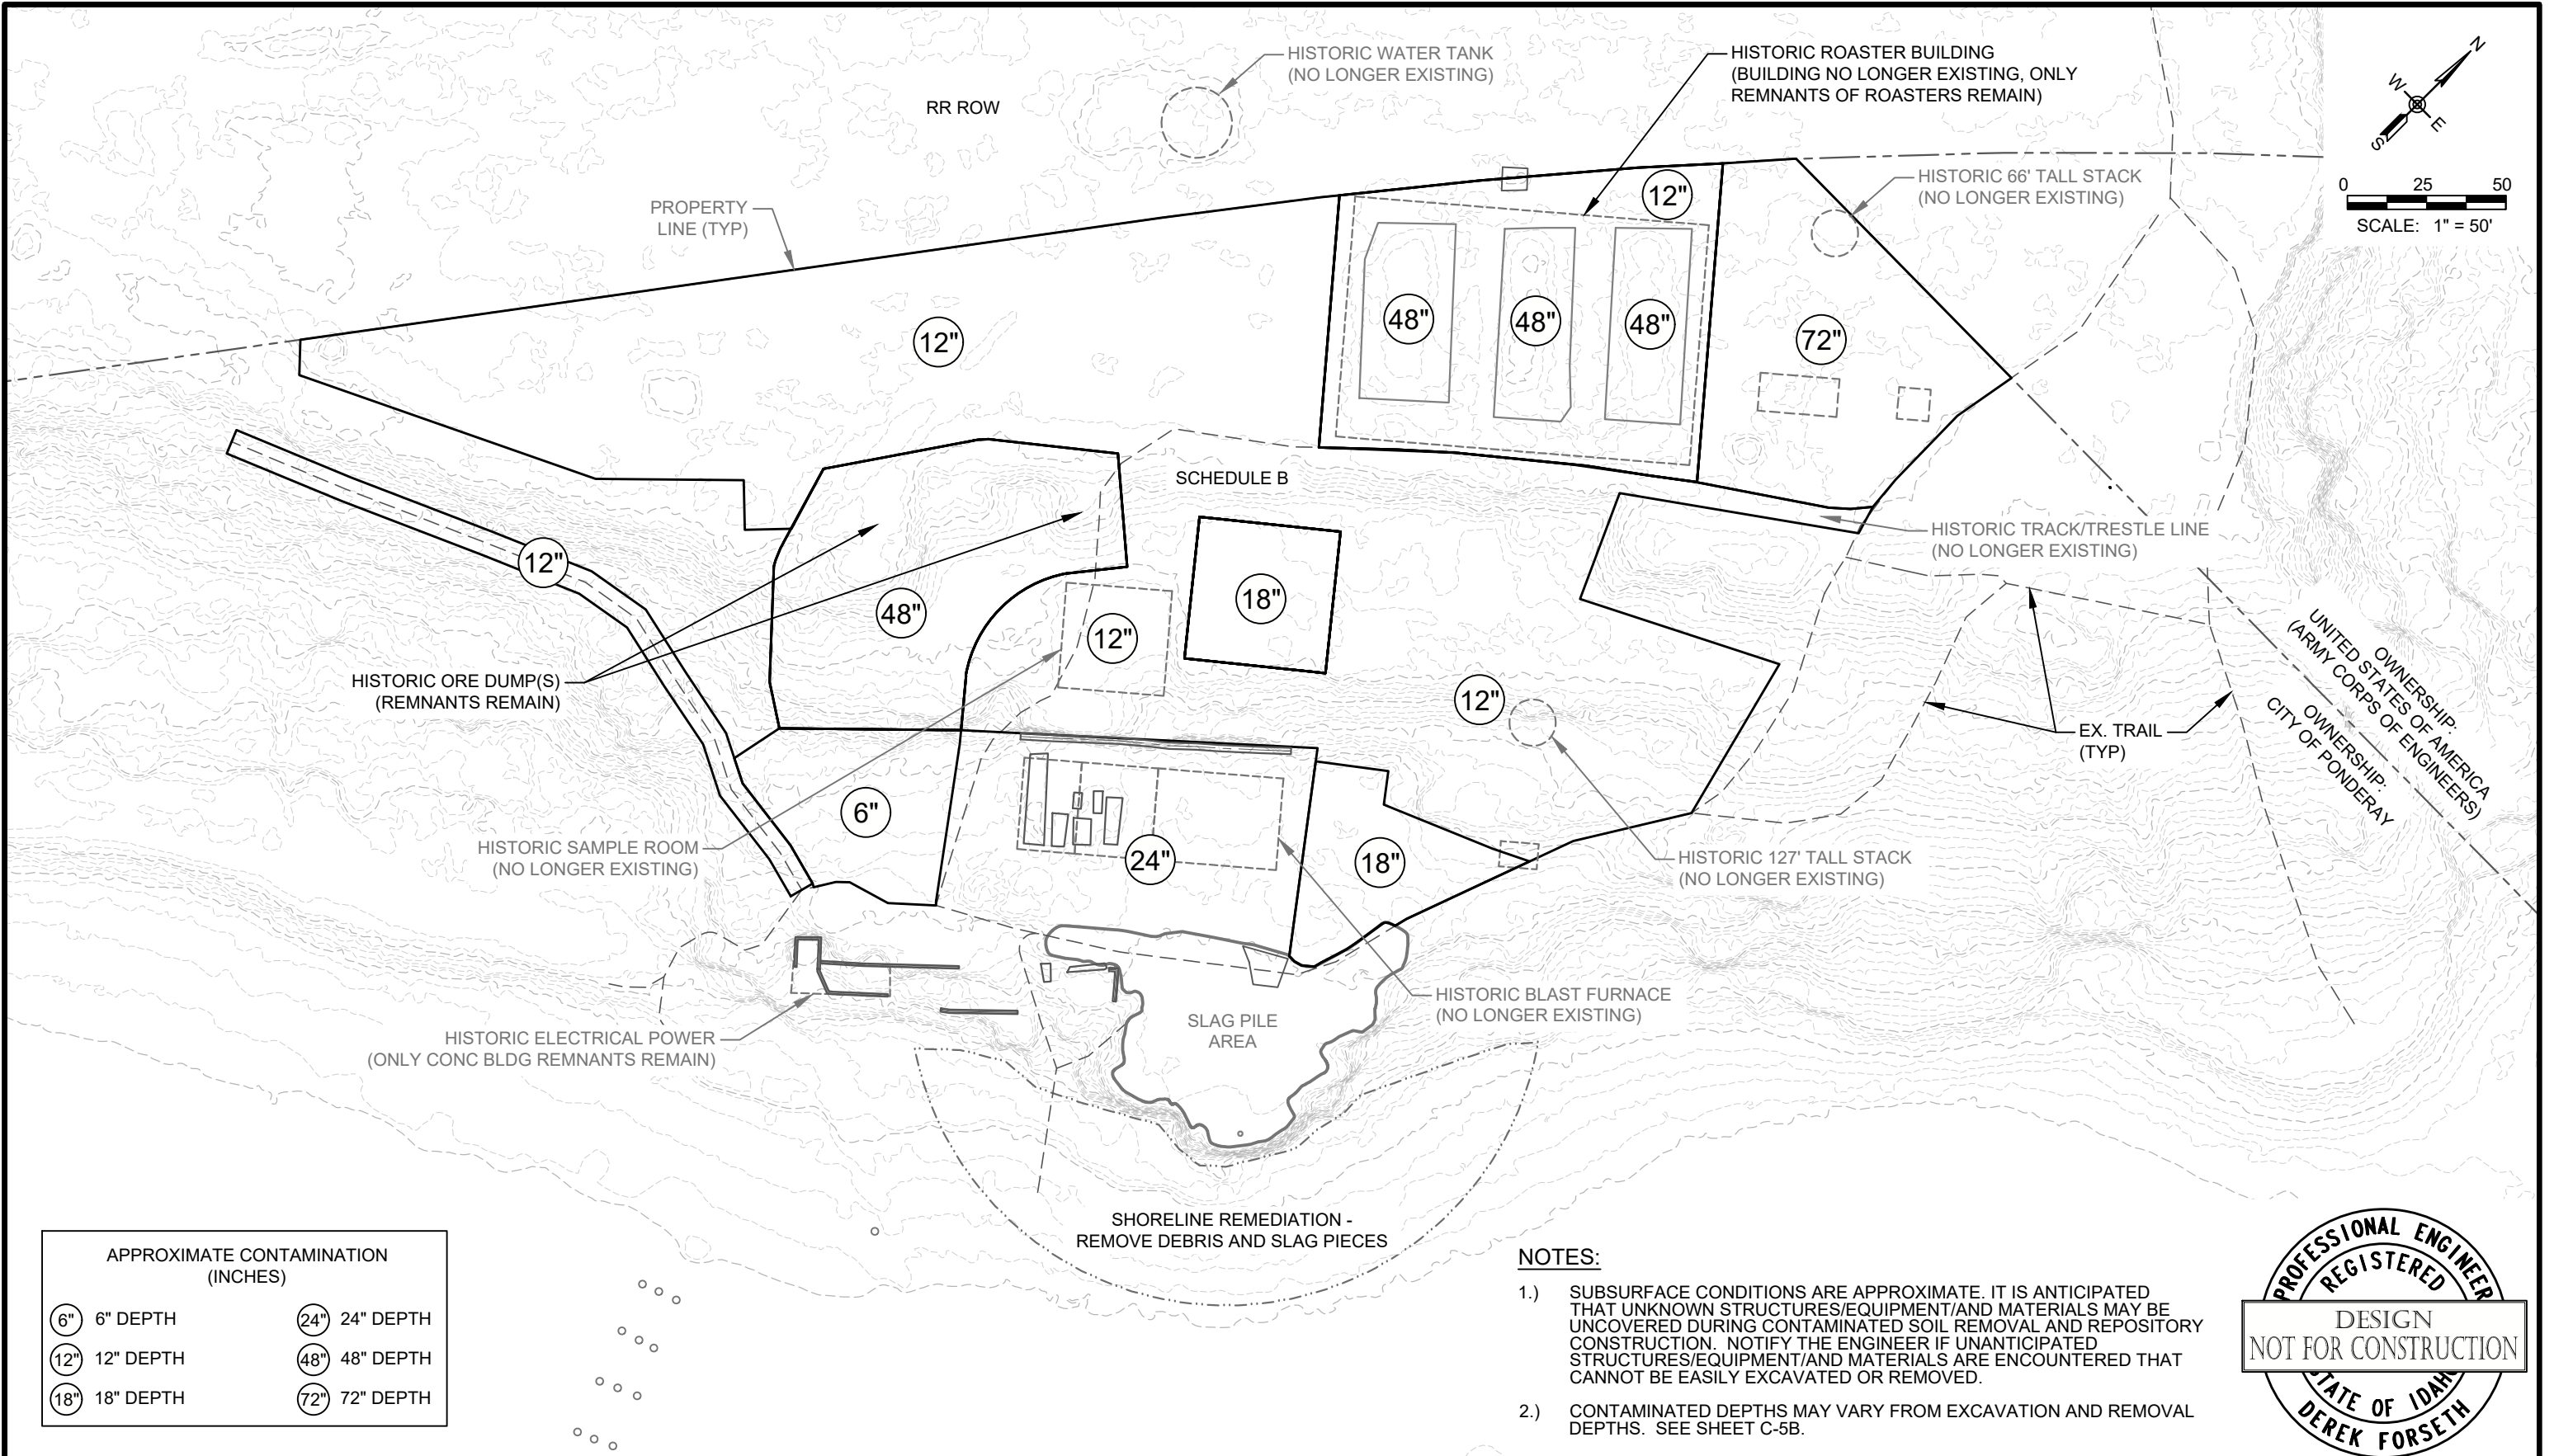 HISTORIC WATER TANK
(NO LONGER EXISTING)
HISTORIC ROASTER BUILDING
(BUILDING NO LONGER EXISTING, ONLY
REMNANTS OF ROASTERS REMAIN)
N
W
E
S
RR ROW
HISTORIC 66' TALL STACK
(NO LONGER EXISTING)
0 25 50
SCALE: 1" = 50'
PROPERTY
LINE (TYP)
12"
12"
48"
48"
48"
72"
SCHEDULE B
HISTORIC TRACK/TRESTLE LINE
(NO LONGER EXISTING)
12"
48"
18"
12"
12"
HISTORIC ORE DUMP(S)
(REMNANTS REMAIN)
OWNERSHIP:
UNITED STATES OF AMERICA
(ARMY CORPS OF ENGINEERS)
OWNERSHIP:
CITY OF PONDERAY
EX. TRAIL
(TYP)
6"
24"
18"
HISTORIC SAMPLE ROOM
(NO LONGER EXISTING)
HISTORIC 127' TALL STACK
(NO LONGER EXISTING)
HISTORIC BLAST FURNACE
(NO LONGER EXISTING)
SLAG PILE
AREA
HISTORIC ELECTRICAL POWER
(ONLY CONC BLDG REMNANTS REMAIN)
SHORELINE REMEDIATION -
REMOVE DEBRIS AND SLAG PIECES
APPROXIMATE CONTAMINATION
(INCHES)
6" 6" DEPTH
24" 24" DEPTH
12" 12" DEPTH
48" 48" DEPTH
18" 18" DEPTH
72" 72" DEPTH
NOTES:
1.) SUBSURFACE CONDITIONS ARE APPROXIMATE. IT IS ANTICIPATED
THAT UNKNOWN STRUCTURES/EQUIPMENT/AND MATERIALS MAY BE
UNCOVERED DURING CONTAMINATED SOIL REMOVAL AND REPOSITORY
CONSTRUCTION. NOTIFY THE ENGINEER IF UNANTICIPATED
STRUCTURES/EQUIPMENT/AND MATERIALS ARE ENCOUNTERED THAT
CANNOT BE EASILY EXCAVATED OR REMOVED.
2.) CONTAMINATED DEPTHS MAY VARY FROM EXCAVATION AND REMOVAL
DEPTHS. SEE SHEET C-5B.
PROFESSIONAL ENGINEER
REGISTERED
DESIGN
NOT FOR CONSTRUCTION
STATE OF IDAHO
DEREK FORSETH